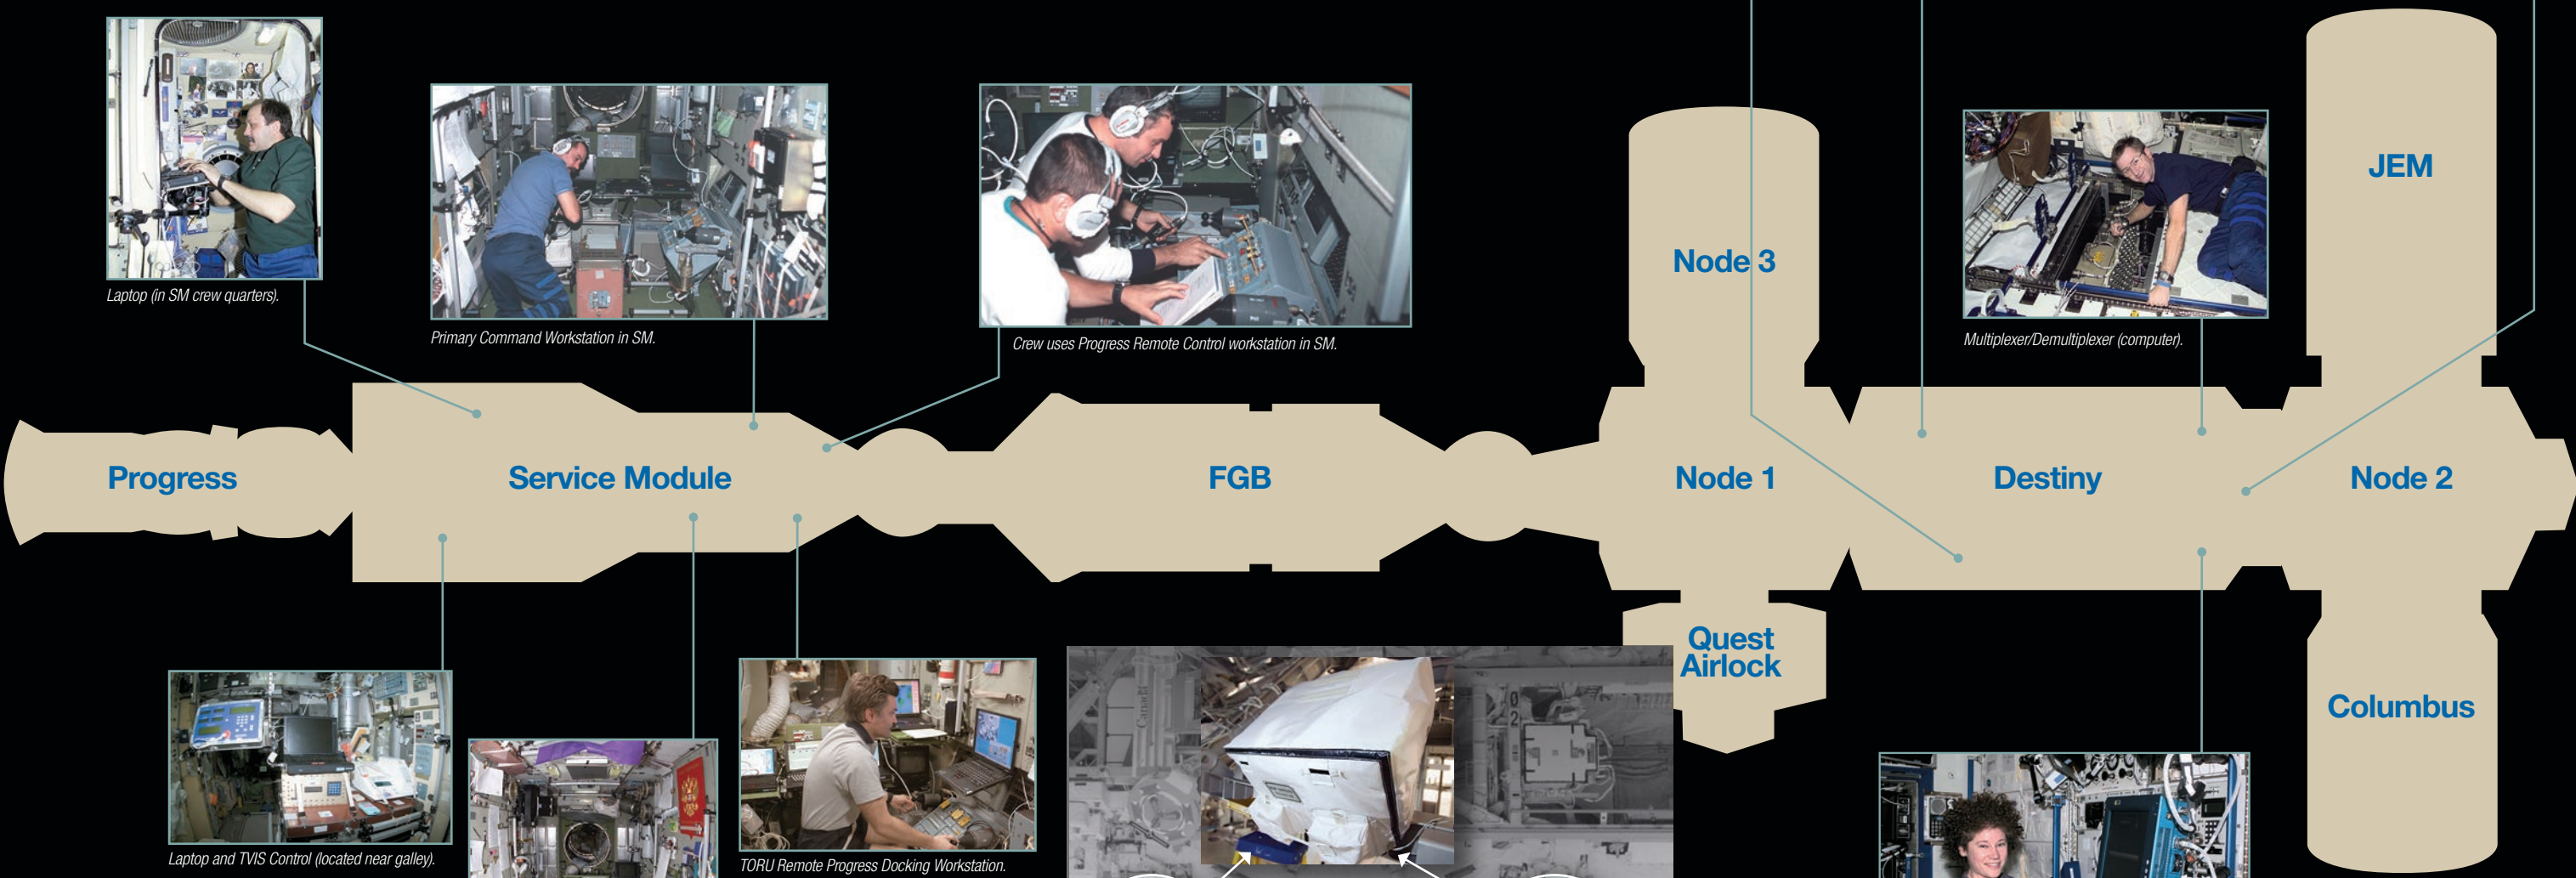 Laptop (in SM crew quarters).
Primary Command Workstation in SM.
Crew uses Progress Remote Control workstation in SM.
Multiplexer/Demultiplexer (computer).
JEM
Node 3
Progress
Service Module
FGB
Node 1
Destiny
Node 2
Quest
Airlock
Columbus
Canada
02
Laptop and TVIS Control (located near galley).
TORU Remote Progress Docking Workstation.